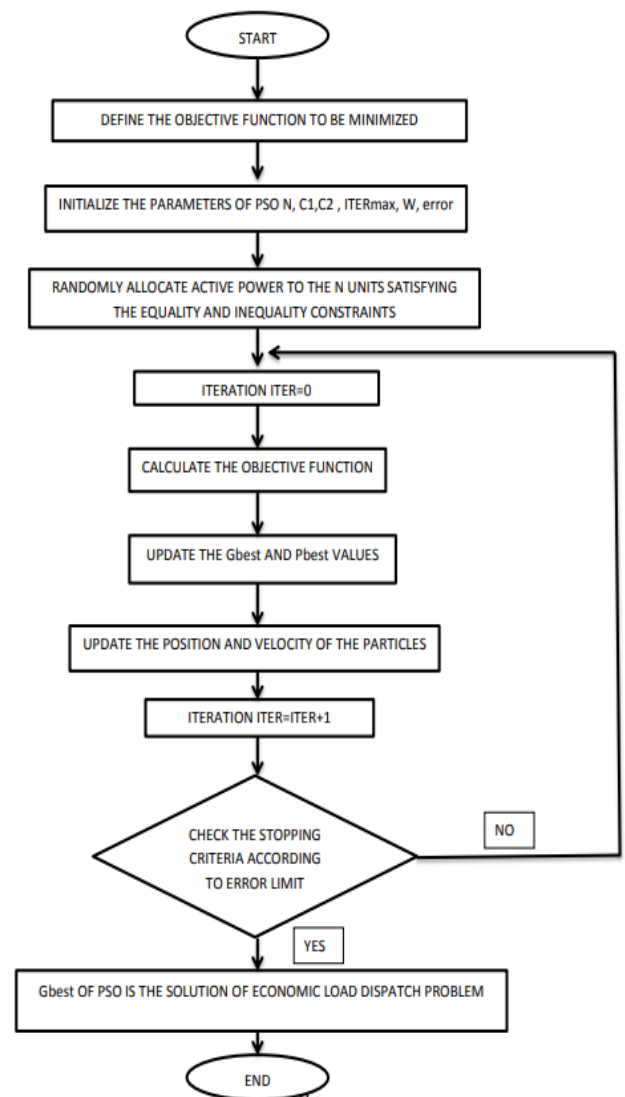 START
DEFINE THE OBJECTIVE FUNCTION TO BE MINIMIZED
INITIALIZE THE PARAMETERS OF PSO N, C1,C2 , ITERmax, W, error
RANDOMLY ALLOCATE ACTIVE POWER TO THE N UNITS SATISFYING
THE EQUALITY AND INEQUALITY CONSTRAINTS
ITERATION ITER=0
CALCULATE THE OBJECTIVE FUNCTION
UPDATE THE Gbest AND Pbest VALUES
UPDATE THE POSITION AND VELOCITY OF THE PARTICLES
ITERATION ITER=ITER+1
CHECK THE STOPPING
CRITERIA ACCORDING
TO ERROR LIMIT
NO
YES
Gbest OF PSO IS THE SOLUTION OF ECONOMIC LOAD DISPATCH PROBLEM
END